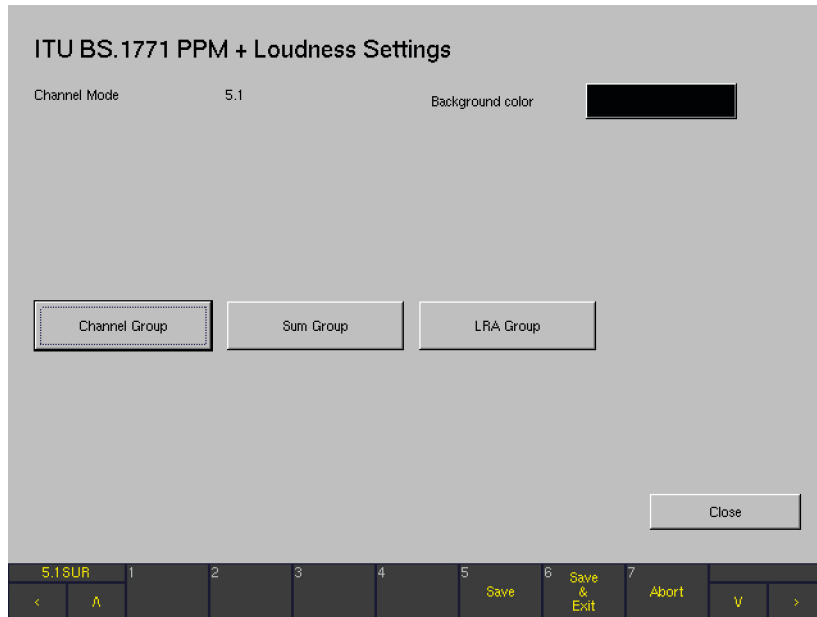 ITU BS.1771 PPM + Loudness Settings
Channel Mode 5.1 Background color
Channel Group Sum Group LRA Group
Close
5.1SUR 1 2 3 4 5 6 7
< Λ Save Save & Exit Abort V >